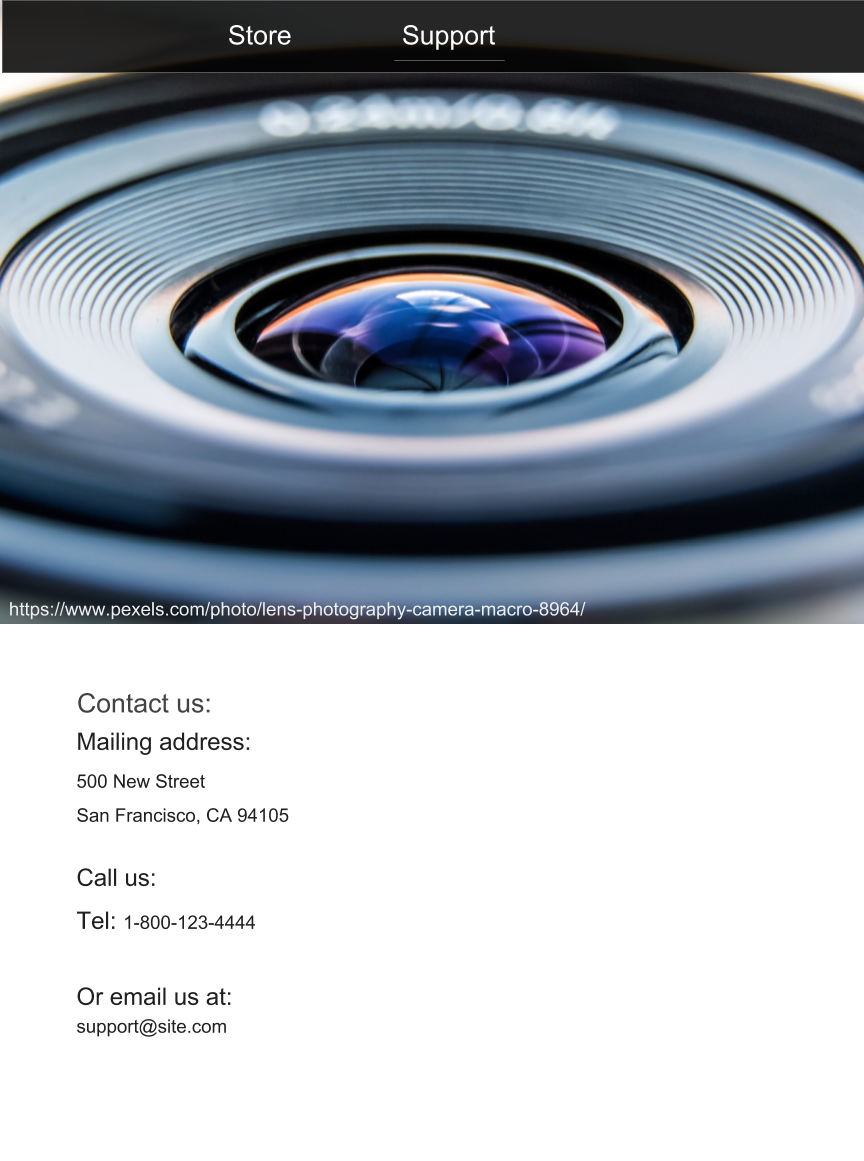 Store
Support
https://www.pexels.com/photo/lens-photography-camera-macro-8964/
Contact us:
Mailing address:
500 New Street
San Francisco, CA 94105
Call us:
Tel: 1-800-123-4444
Or email us at:
support@site.com